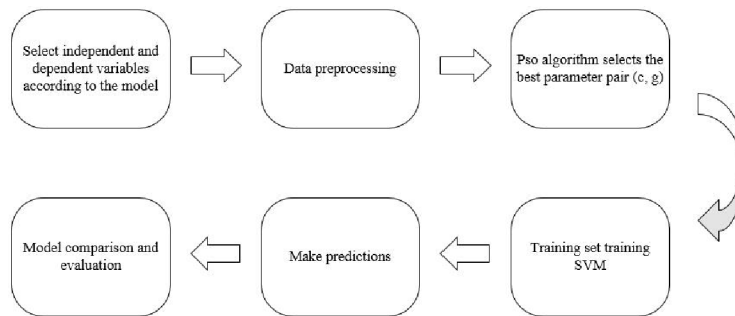 Select independent and
dependent variables
according to the model
Data preprocessing
Pso algorithm selects the
best parameter pair (c, g)
Training set training
SVM
Make predictions
Model comparison and
evaluation